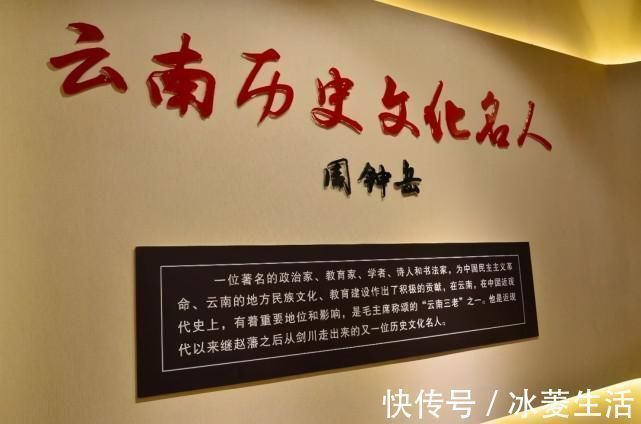 云南历史文化名人
周钟岳
一位著名的政治家、教育家、学者、诗人和书法家，为中国民主主义革
命、云南的地方民族文化、教育建设作出了积极的贡献，在云南，在中国近现
代史上，有着重要地位和影响，是毛主席称颂的“云南三老”之一。他是近现
代以来继赵藩之后从剑川走出来的又一位历史文化名人。
快传号 / 冰菱生活